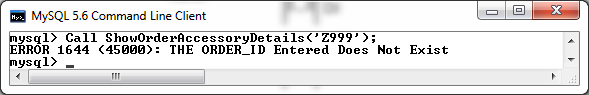 MySQL 5.6 Command Line Client
mysql> Call ShowOrderAccessoryDetails('Z999');
ERROR 1644 (45000): THE ORDER_ID Entered Does Not Exist
mysql> _